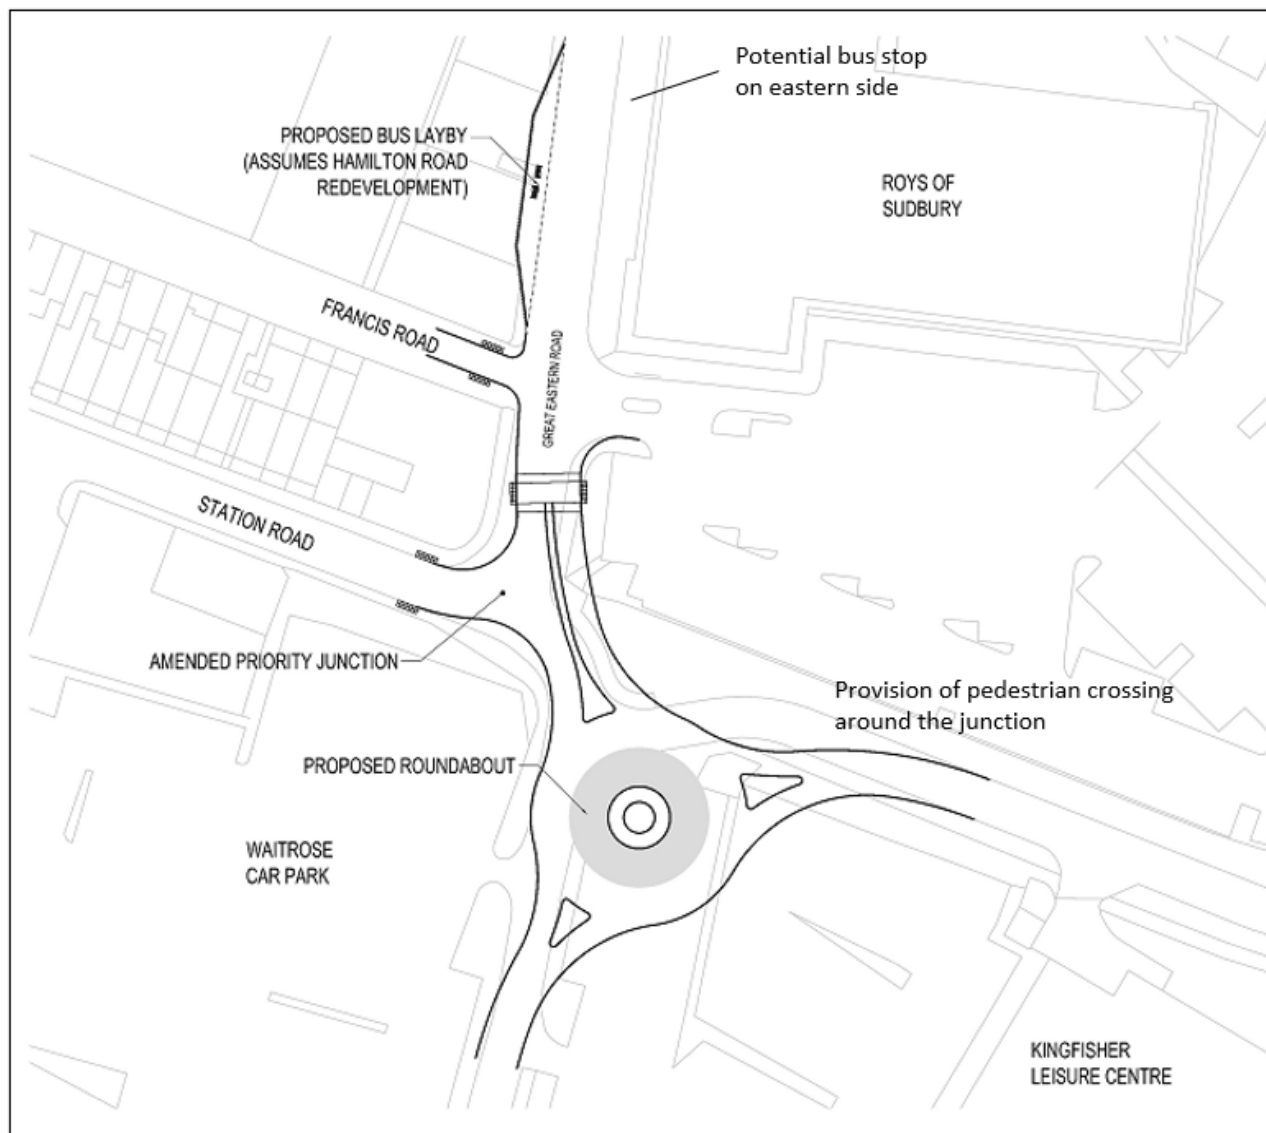 Potential bus stop
on eastern side
PROPOSED BUS LAYBY
(ASSUMES HAMILTON ROAD
REDEVELOPMENT)
ROYS OF
SUDBURY
FRANCIS ROAD
GREAT EASTERN ROAD
STATION ROAD
AMENDED PRIORITY JUNCTION
Provision of pedestrian crossing
around the junction
PROPOSED ROUNDABOUT
WAITROSE
CAR PARK
KINGFISHER
LEISURE CENTRE